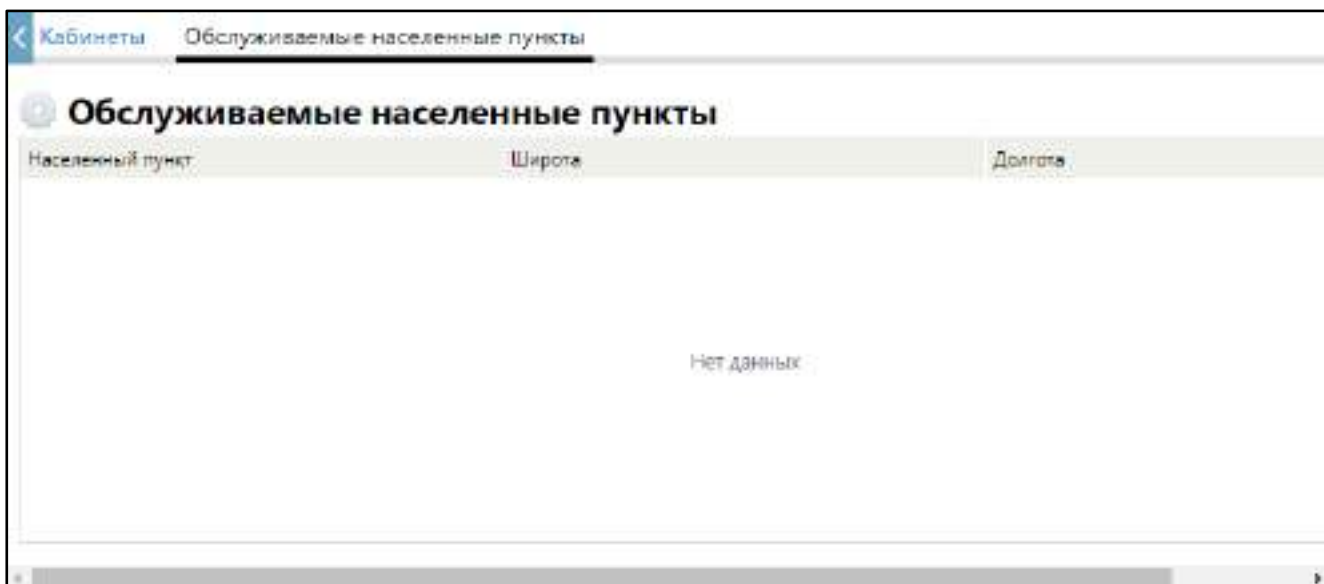 Кабинеты Обслуживаемые населенные пункты
Обслуживаемые населенные пункты
Населенный пункт Широта Долгота
Нет данных